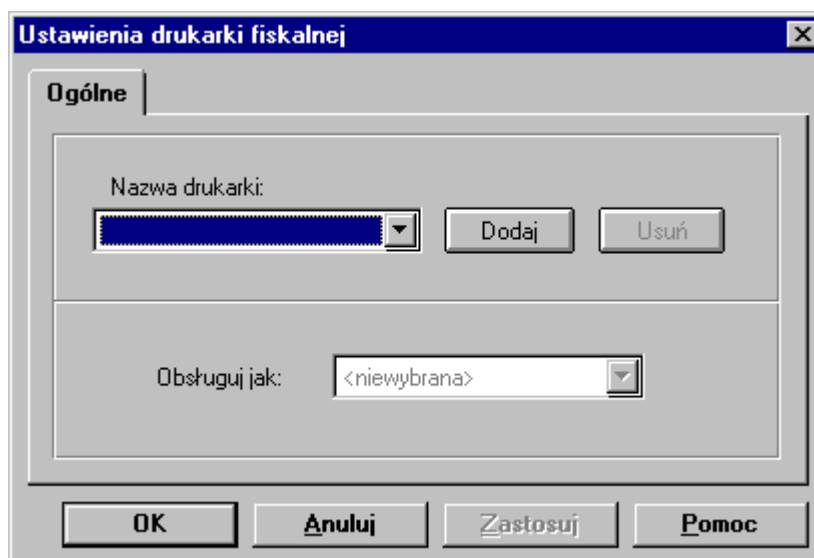 Ustawienia drukarki fiskalnej
Ogólne
Nazwa drukarki:
Dodaj
Usuń
Obsługuj jak:
<niewybrana>
OK
Anuluj
Zastosuj
Pomoc